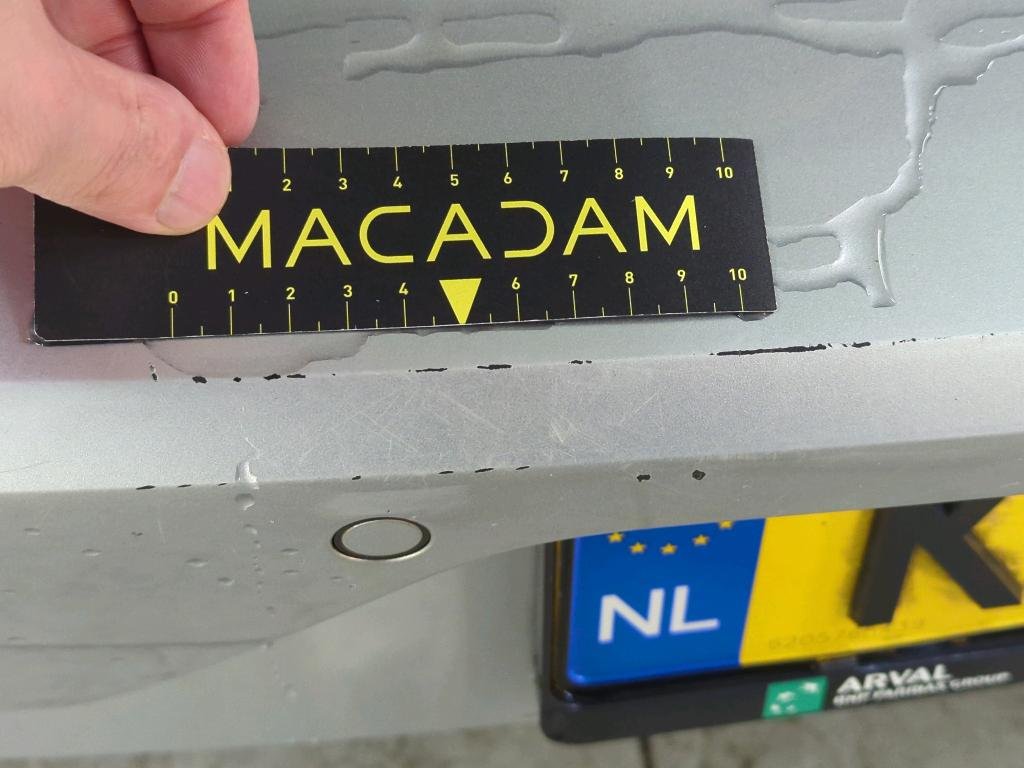 2 3 4 5 6 7 8 9 10
MACADAM
0 1 2 3 4 6 7 8 9 10
NL
K
ARVAL
BNP PARIBAS GROUP